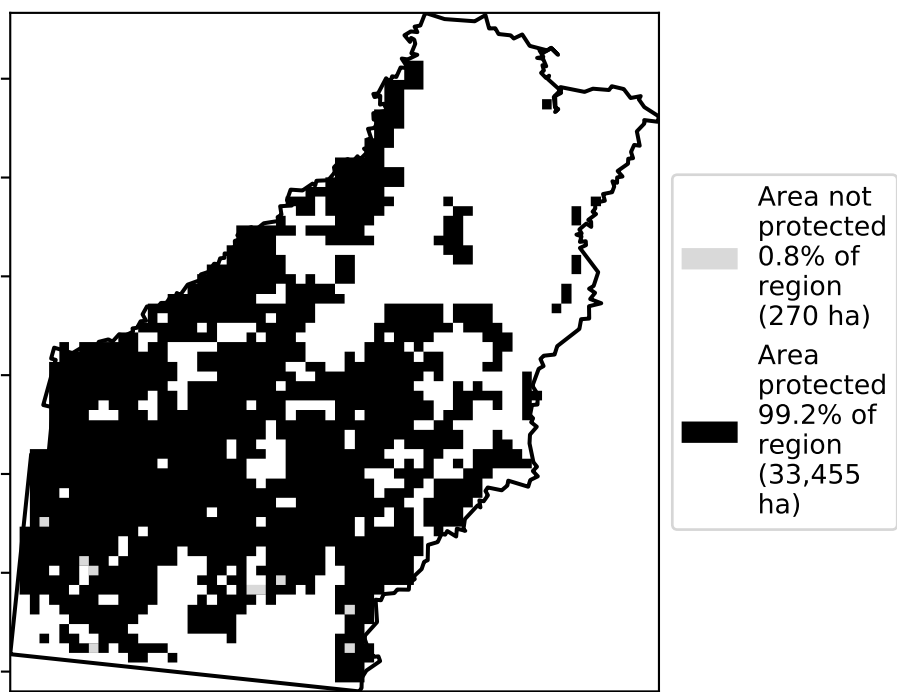 Area not
protected
0.8% of
region
(270 ha)
Area
protected
99.2% of
region
(33,455
ha)